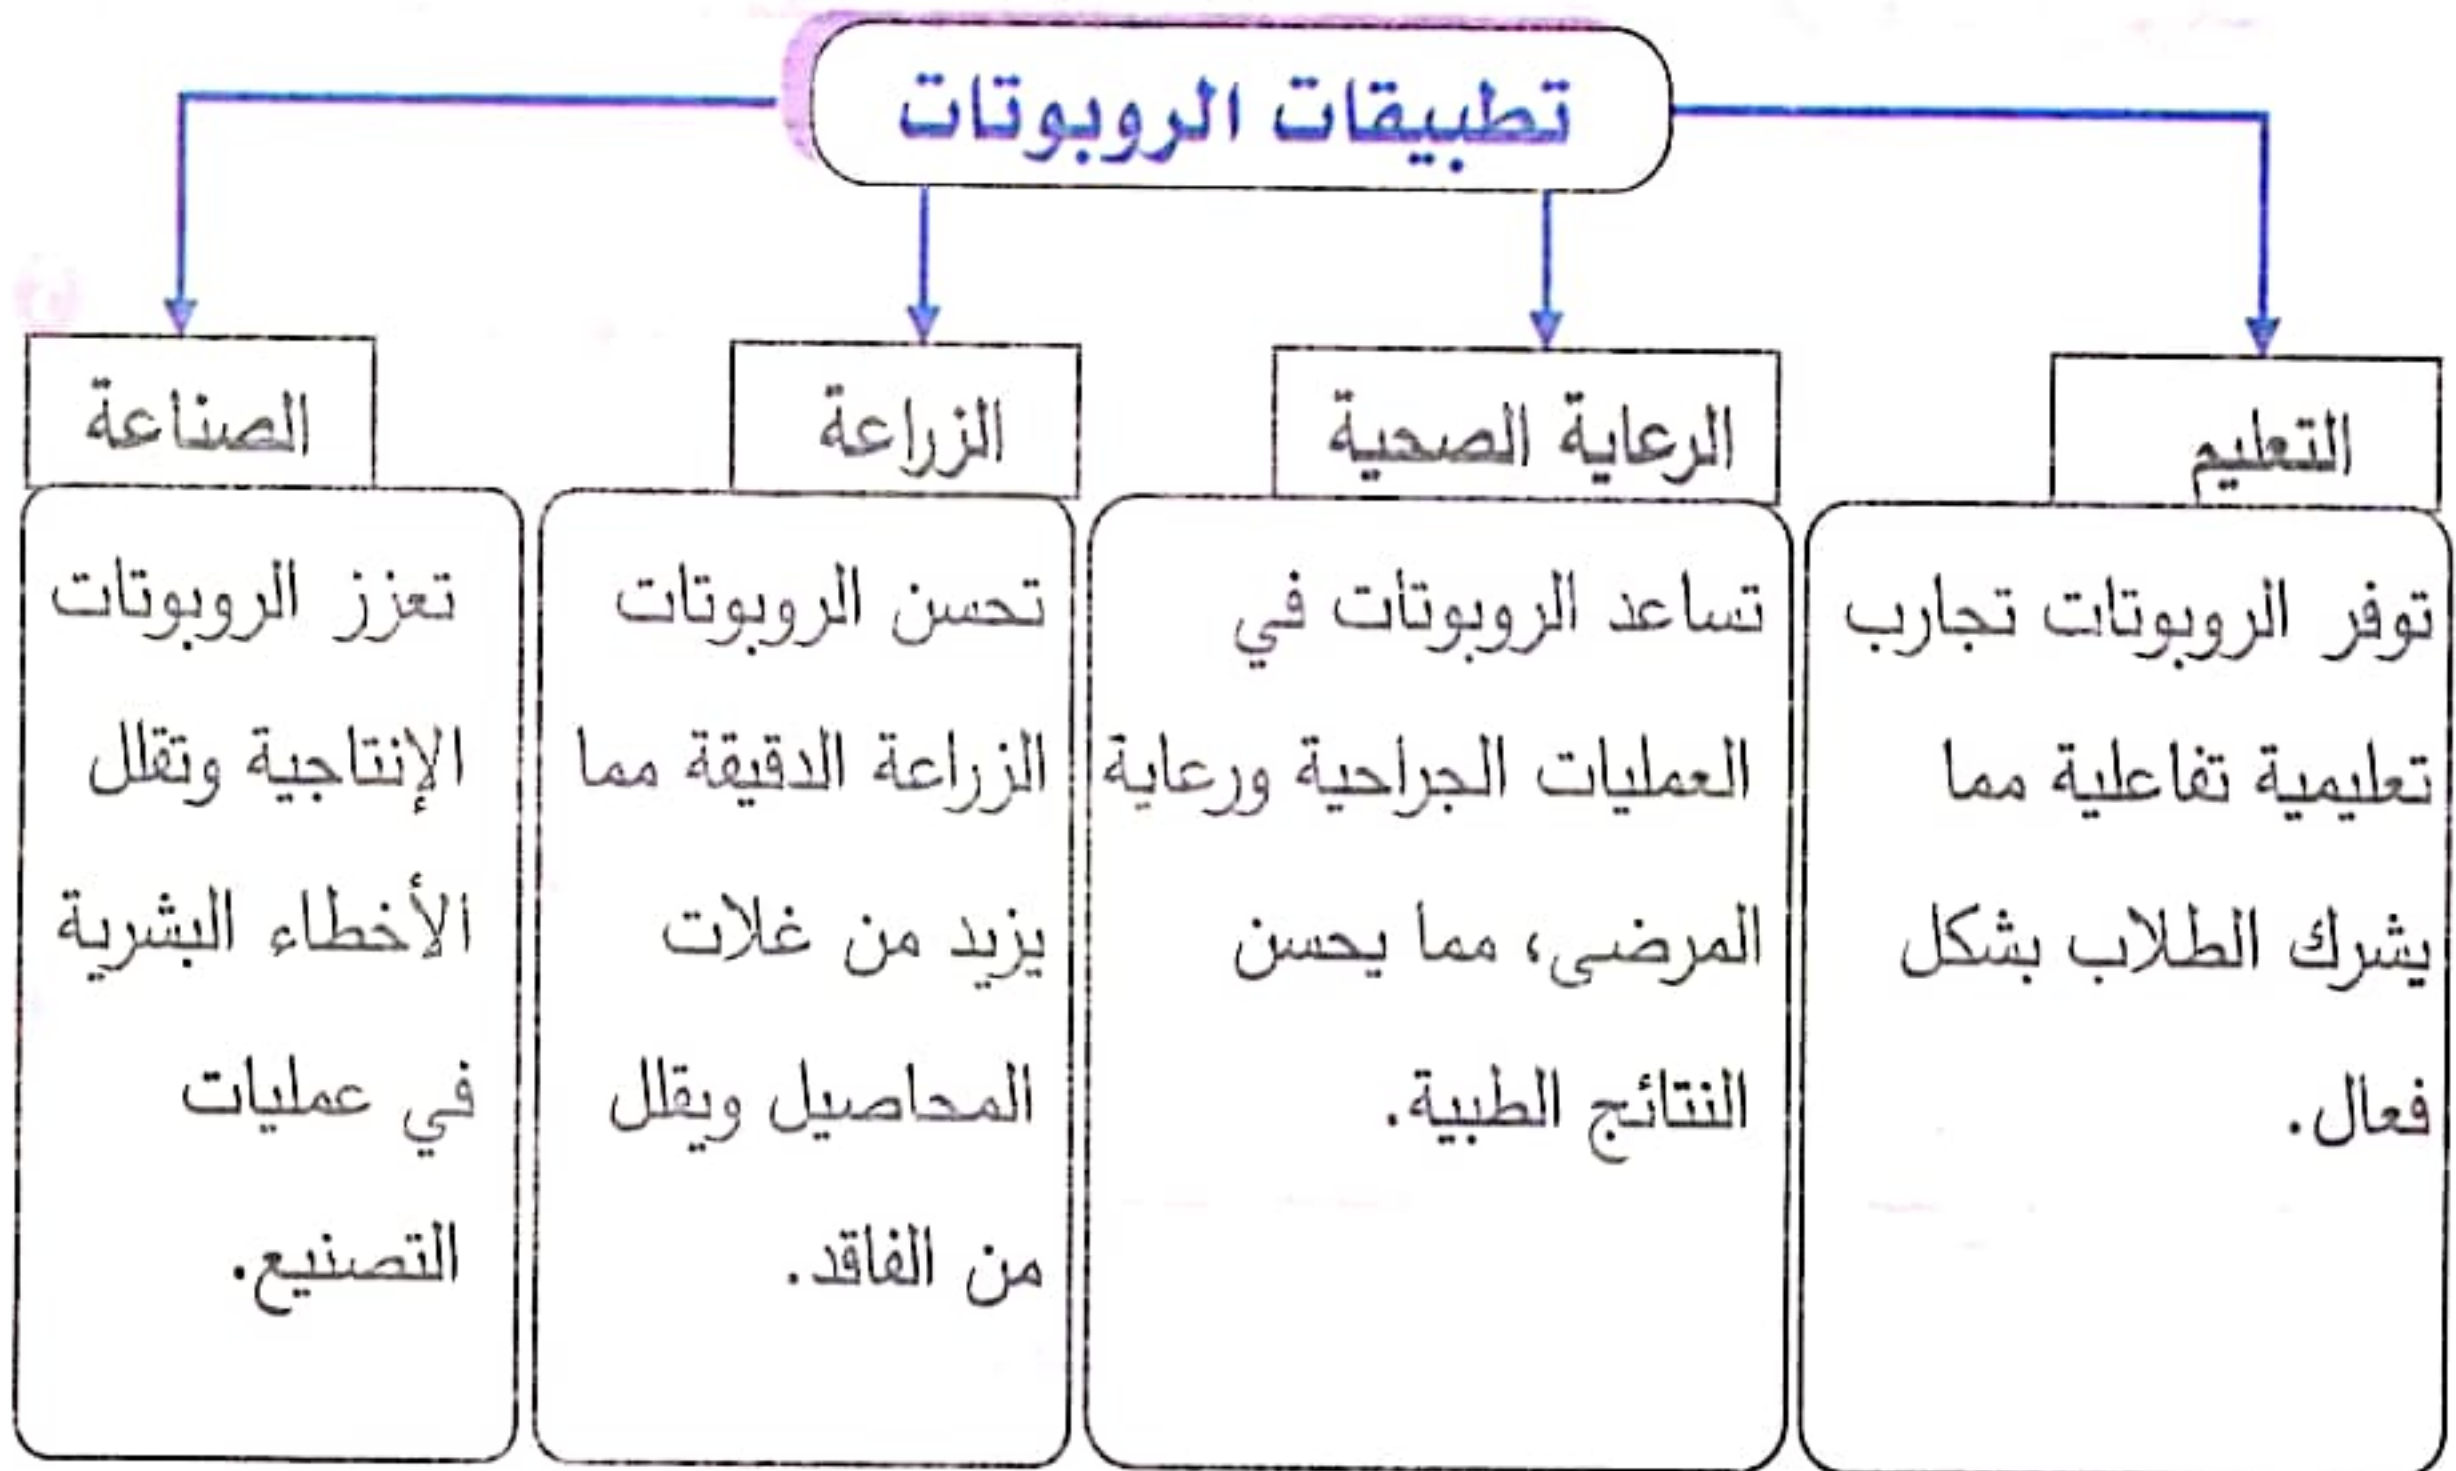 تطبيقات الروبوتات
التعليم
توفر الروبوتات تجارب
تعليمية تفاعلية مما
يشرك الطلاب بشكل
فعال.
الرعاية الصحية
تساعد الروبوتات في
العمليات الجراحية ورعاية
المرضى، مما يحسن
النتائج الطبية.
الزراعة
تحسن الروبوتات
الزراعة الدقيقة مما
يزيد من غلات
المحاصيل ويقلل
من الفاقد.
الصناعة
تعزز الروبوتات
الإنتاجية وتقلل
الأخطاء البشرية
في عمليات
التصنيع.